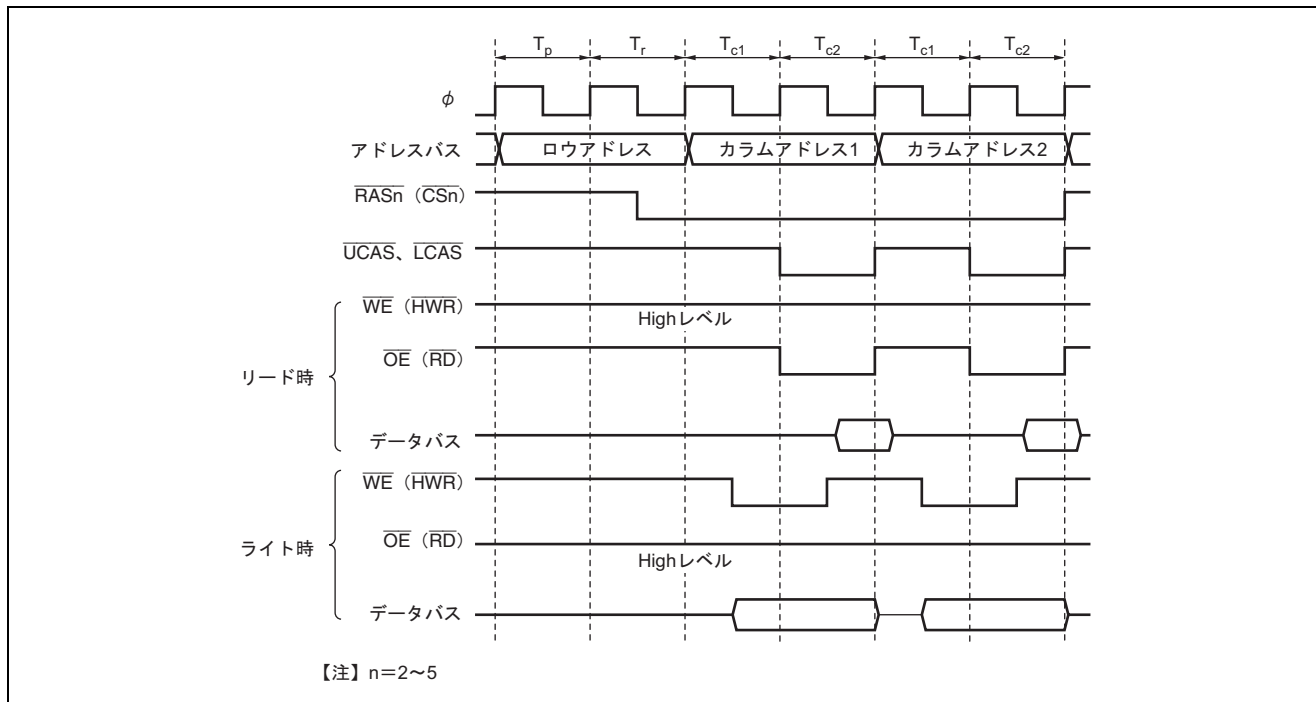 Tp Tr Tc1 Tc2 Tc1 Tc2
φ
アドレスバス ロウアドレス カラムアドレス1 カラムアドレス2
RASn（CSn）
UCAS、LCAS
WE（HWR）
Highレベル
OE（RD）
リード時
データバス
WE（HWR）
OE（RD）
ライト時
Highレベル
データバス
【注】n＝2～5